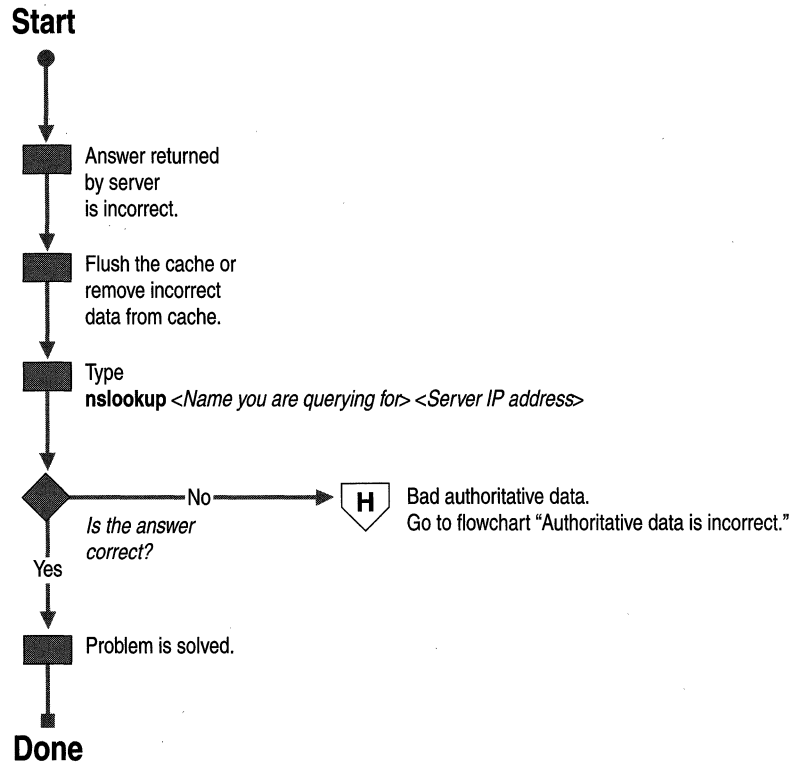 Start
Answer returned
by server
is incorrect.
Flush the cache or
remove incorrect
data from cache.
Type
nslookup <Name you are querying for> <Server IP address>
No
H
Bad authoritative data.
Go to flowchart “Authoritative data is incorrect.”
Is the answer
correct?
Yes
Problem is solved.
Done